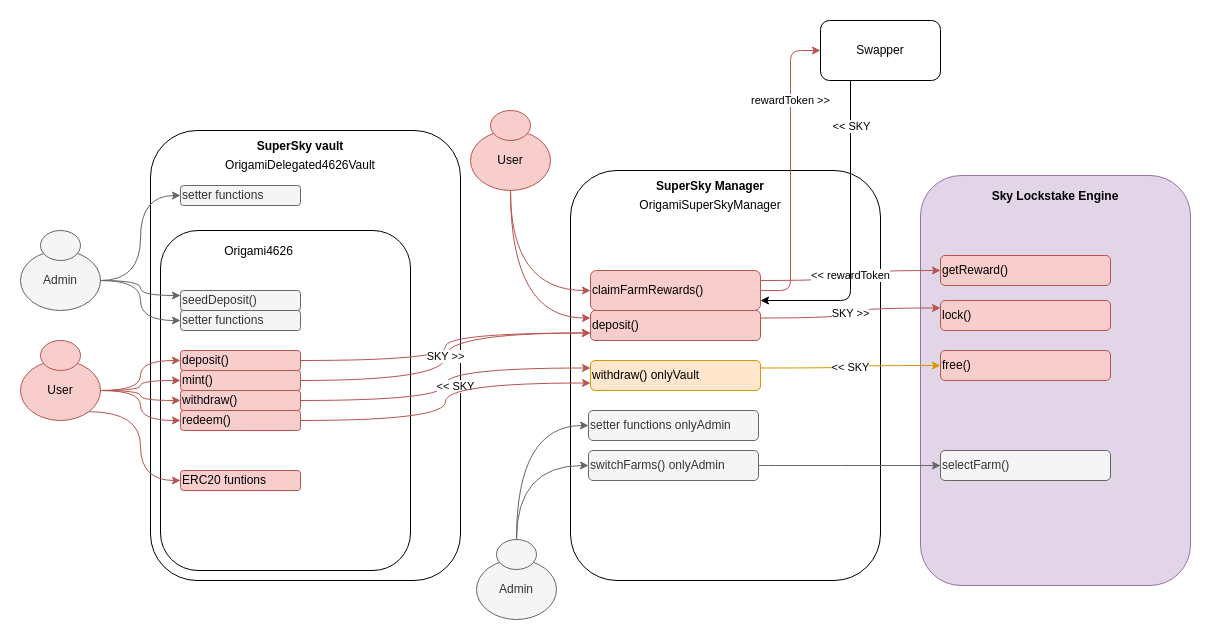 Swapper
rewardToken >>
<< SKY
SuperSky vault
OrigamiDelegated4626Vault
setter functions
Admin
Origami4626
seedDeposit()
setter functions
User
deposit()
mint()
withdraw()
redeem()
ERC20 funtions
SKY >>
<< SKY
User
SuperSky Manager
OrigamiSuperSkyManager
claimFarmRewards()
deposit()
withdraw() onlyVault
setter functions onlyAdmin
switchFarms() onlyAdmin
Admin
<< rewardToken
SKY >>
<< SKY
Sky Lockstake Engine
getReward()
lock()
free()
selectFarm()